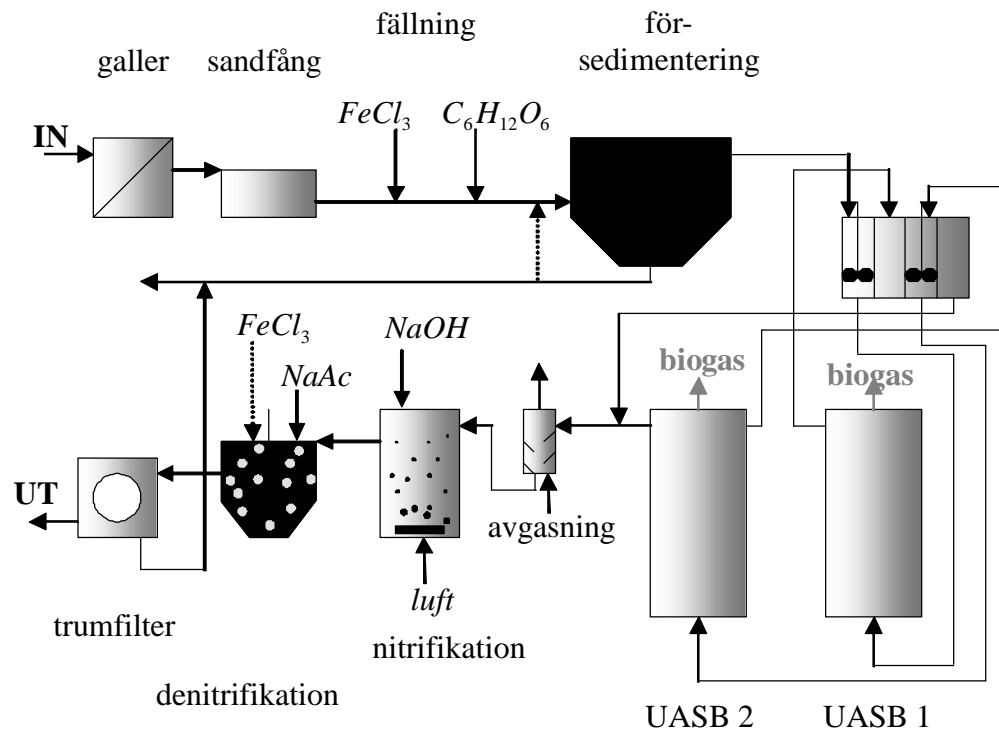 fällning
för-
sedimentering
galler
sandfång
FeCl3
C6H12O6
IN
FeCl3
NaOH
NaAc
biogas
biogas
UT
avgasning
luft
trumfilter
nitrifikation
denitrifikation
UASB 2
UASB 1